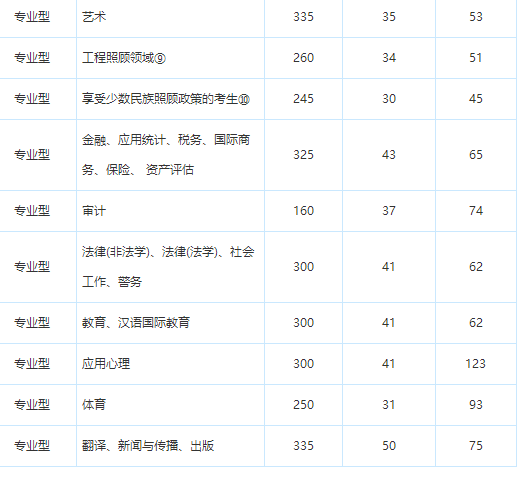 专业型 艺术 335 35 53
专业型 工程照顾领域⑨ 260 34 51
专业型 享受少数民族照顾政策的考生⑩ 245 30 45
专业型 金融、应用统计、税务、国际商
务、保险、 资产评估 325 43 65
专业型 审计 160 37 74
专业型 法律(非法学)、法律(法学)、社会
工作、警务 300 41 62
专业型 教育、汉语国际教育 300 41 62
专业型 应用心理 300 41 123
专业型 体育 250 31 93
专业型 翻译、新闻与传播、出版 335 50 75